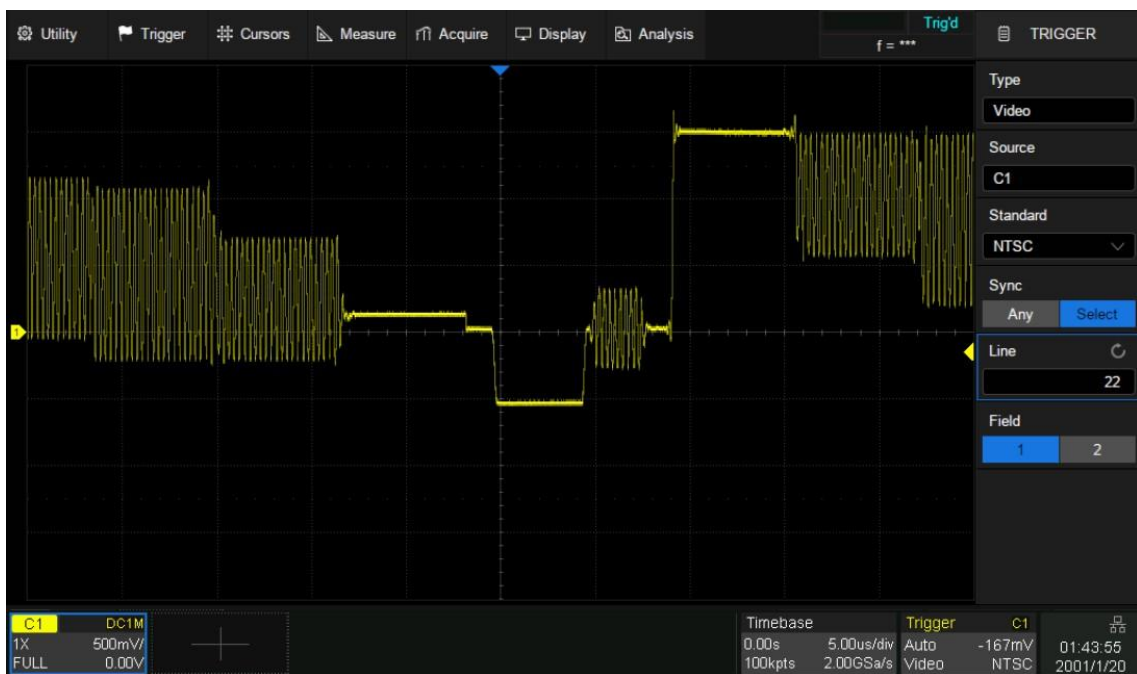 Utility Trigger Cursors Measure Acquire Display Analysis
Trig'd
f = ***
TRIGGER
Type
Video
Source
C1
Standard
NTSC
Sync
Any Select
Line
22
Field
1 2
1
C1 DC1M
1X 500mV/
FULL 0.00V
Timebase
0.00s 5.00us/div
100kpts 2.00GSa/s
Trigger C1
Auto -167mV
Video NTSC
01:43:55
2001/1/20